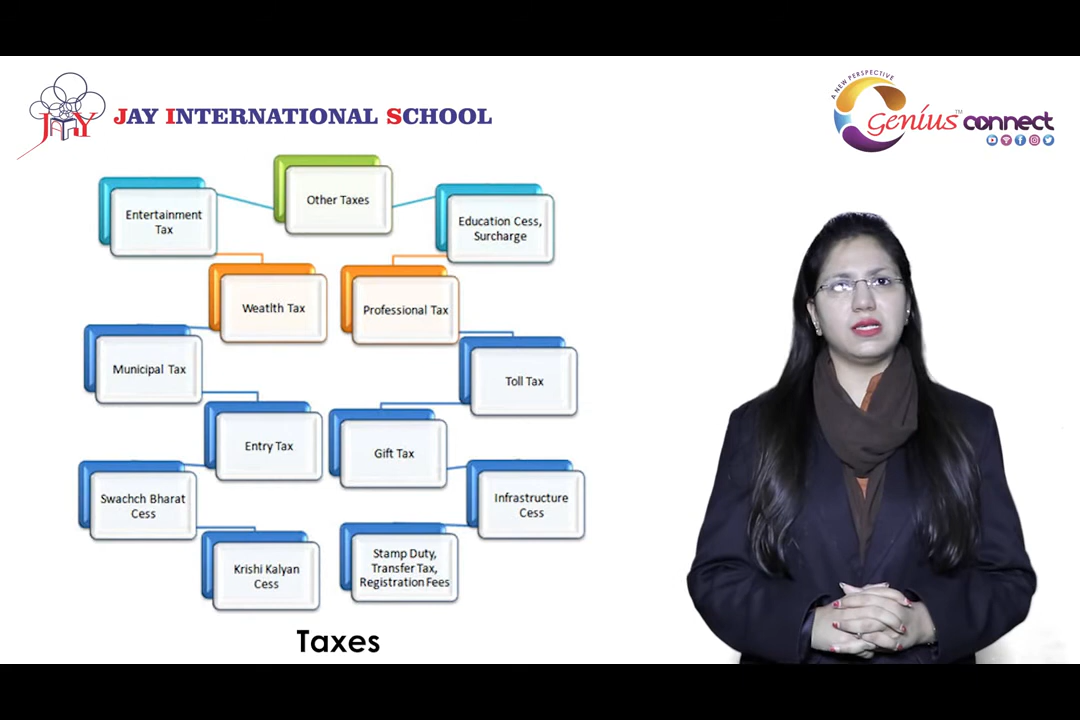 JAY
JAY INTERNATIONAL SCHOOL
A NEW PERSPECTIVE
Genius™ connect
Other Taxes
Entertainment
Tax
Education Cess,
Surcharge
Weatlth Tax
Professional Tax
Municipal Tax
Toll Tax
Entry Tax
Gift Tax
Swachch Bharat
Cess
Infrastructure
Cess
Krishi Kalyan
Cess
Stamp Duty,
Transfer Tax,
Registration Fees
Taxes